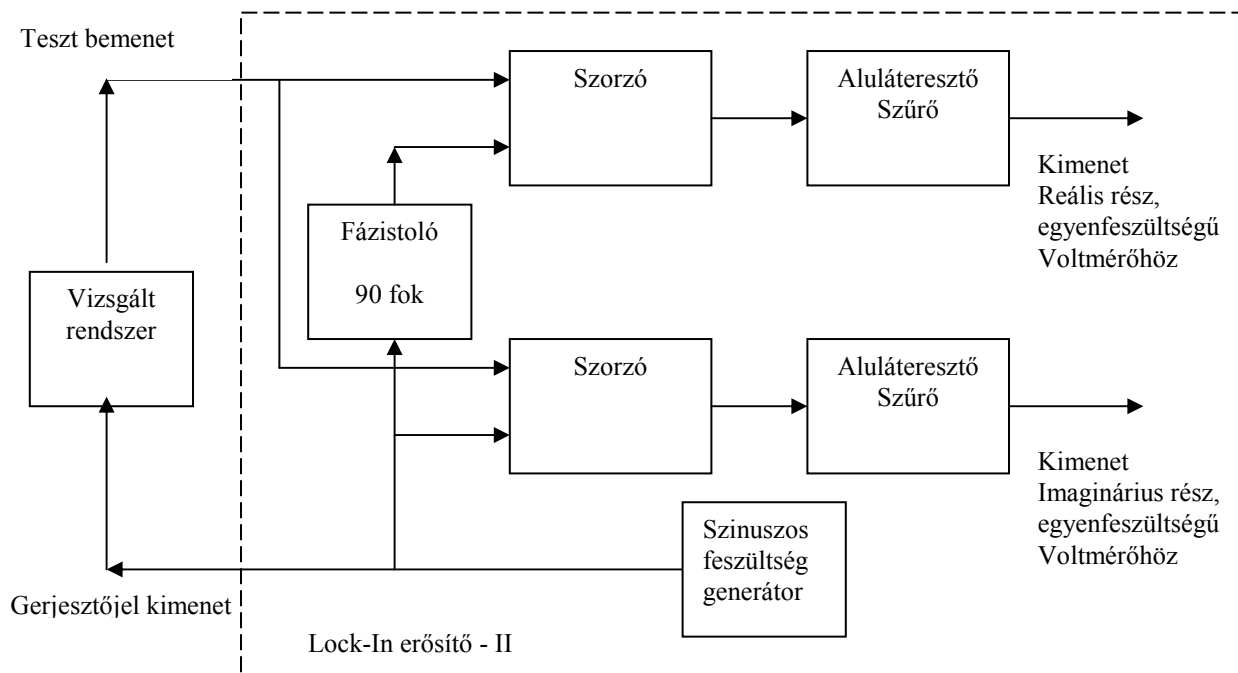 Teszt bemenet
Szorzó
Aluláteresztő
Szűrő
Kimenet
Reális rész,
egyenfeszültségű
Voltmérőhöz
Fázistoló
90 fok
Vizsgált
rendszer
Szorzó
Aluláteresztő
Szűrő
Kimenet
Imaginárius rész,
egyenfeszültségű
Voltmérőhöz
Szinuszos
feszültség
generátor
Gerjesztőjel kimenet
Lock-In erősítő - II